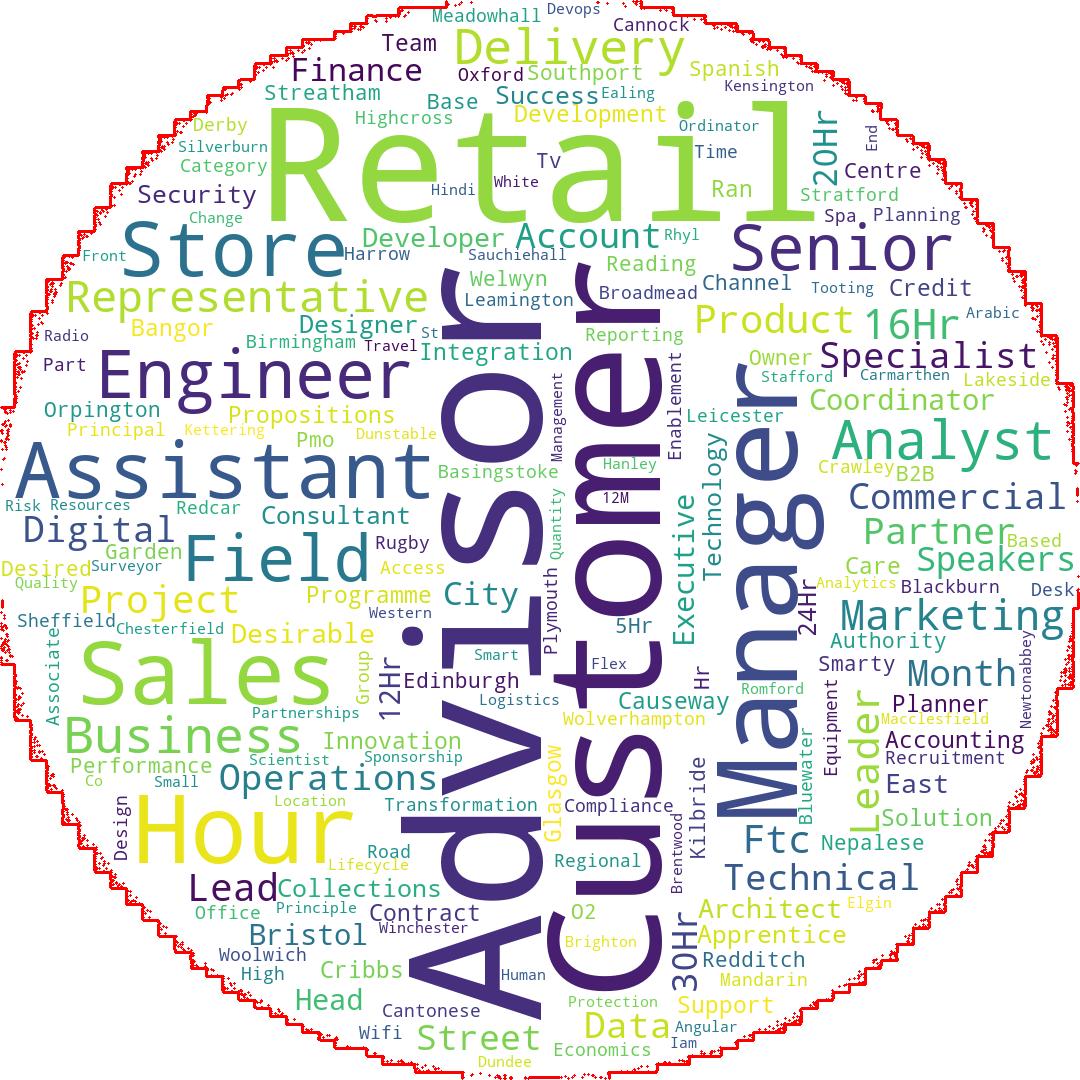 Meadowhall Devops
Cannock
Team Delivery
Finance Oxford Southport Spanish
Kensington
Streatham Base Success Ealing
Highcross Development
Derby Ordinator
Silverburn
Category
Retail
Tv Time 20Hr End
Centre
Hindi White Ran
Security Stratford
Change Spa Planning
Store
Front Harrow Developer Account Rhyl
Sauchiehall
Senior
Welwyn Reading
Leamington Broadmead Channel Tooting Credit
Representative
Bangor Designer St
Radio Birmingham Travel Integration Reporting
Product 16Hr Arabic
Part Engineer
Owner Specialist
Stafford Carmarthen Lakeside
Orpington Propositions
Principal Kettering Pmo Dunstable
Management Enablement
Leicester Coordinator
Assistant
Basingstoke Hanley
Analyst
Crawley B2B
Risk Resources Redcar Consultant
12M
Quantity
Commercial
Digital Garden Field Rugby
Executive Technology
Partner Based
Desired Surveyor Access
Care Speakers
Quality Project Programme City
Plymouth
24Hr Analytics Blackburn Desk
Sheffield Chesterfield Desirable Western
5Hr
Marketing
Authority
Associate Sales
Group 12Hr Edinburgh Smart Flex
Logistics
Hr Romford
Smarty Month
Newtonabbey
Partnerships
Causeway
Wolverhampton
Planner
Macclesfield
Business Innovation
Scientist Sponsorship
Performance
Co Small Operations
Advisor
Customer
Manager
Equipment
Bluewater
Leader
Accounting
Recruitment
East
Location Transformation
Glasgow Compliance
Kilbride
Brentwood
Solution
Design Hour
Road
Lifecycle
Regional
Ftc Nepalese
Lead Collections
Technical
Office Principle Contract
Winchester
O2
30Hr
Architect Elgin
Bristol
Brighton
Apprentice
Woolwich
High Cribbs Human
Redditch
Mandarin
Head Cantonese
Protection Support
Wifi Street
Data Angular
Iam
Dundee Economics